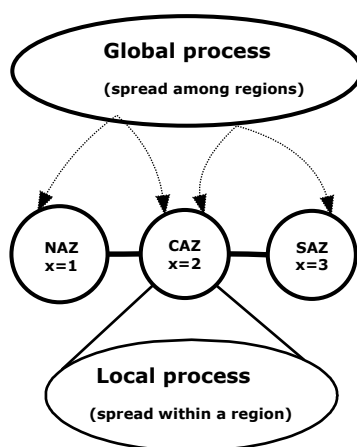 Global process
(spread among regions)
NAZ
x=1
CAZ
x=2
SAZ
x=3
Local process
(spread within a region)